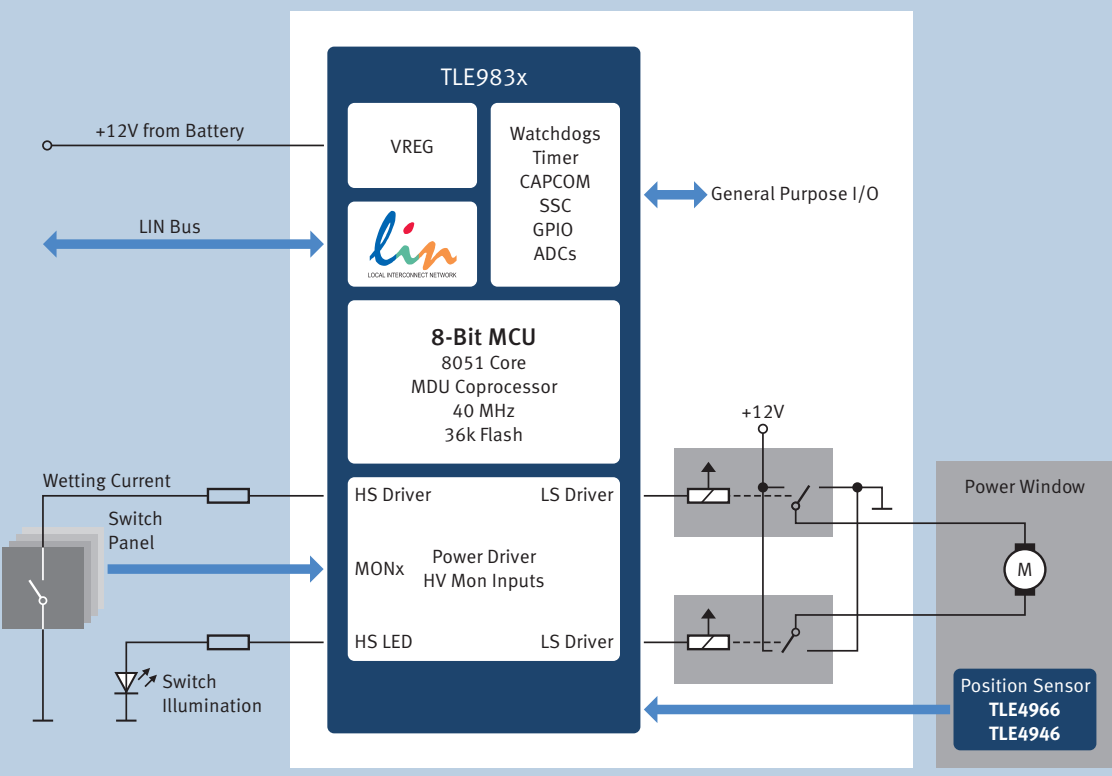 TLE983x
+12V from Battery
VREG
Watchdogs
Timer
CAPCOM
SSC
GPIO
ADCs
General Purpose I/O
LIN Bus
lin
LOCAL INTERCONNECT NETWORK
8-Bit MCU
8051 Core
MDU Coprocessor
40 MHz
36k Flash
+12V
Wetting Current
HS Driver
LS Driver
Power Window
Switch
Panel
MONx
Power Driver
HV Mon Inputs
M
HS LED
LS Driver
Switch
Illumination
Position Sensor
TLE4966
TLE4946